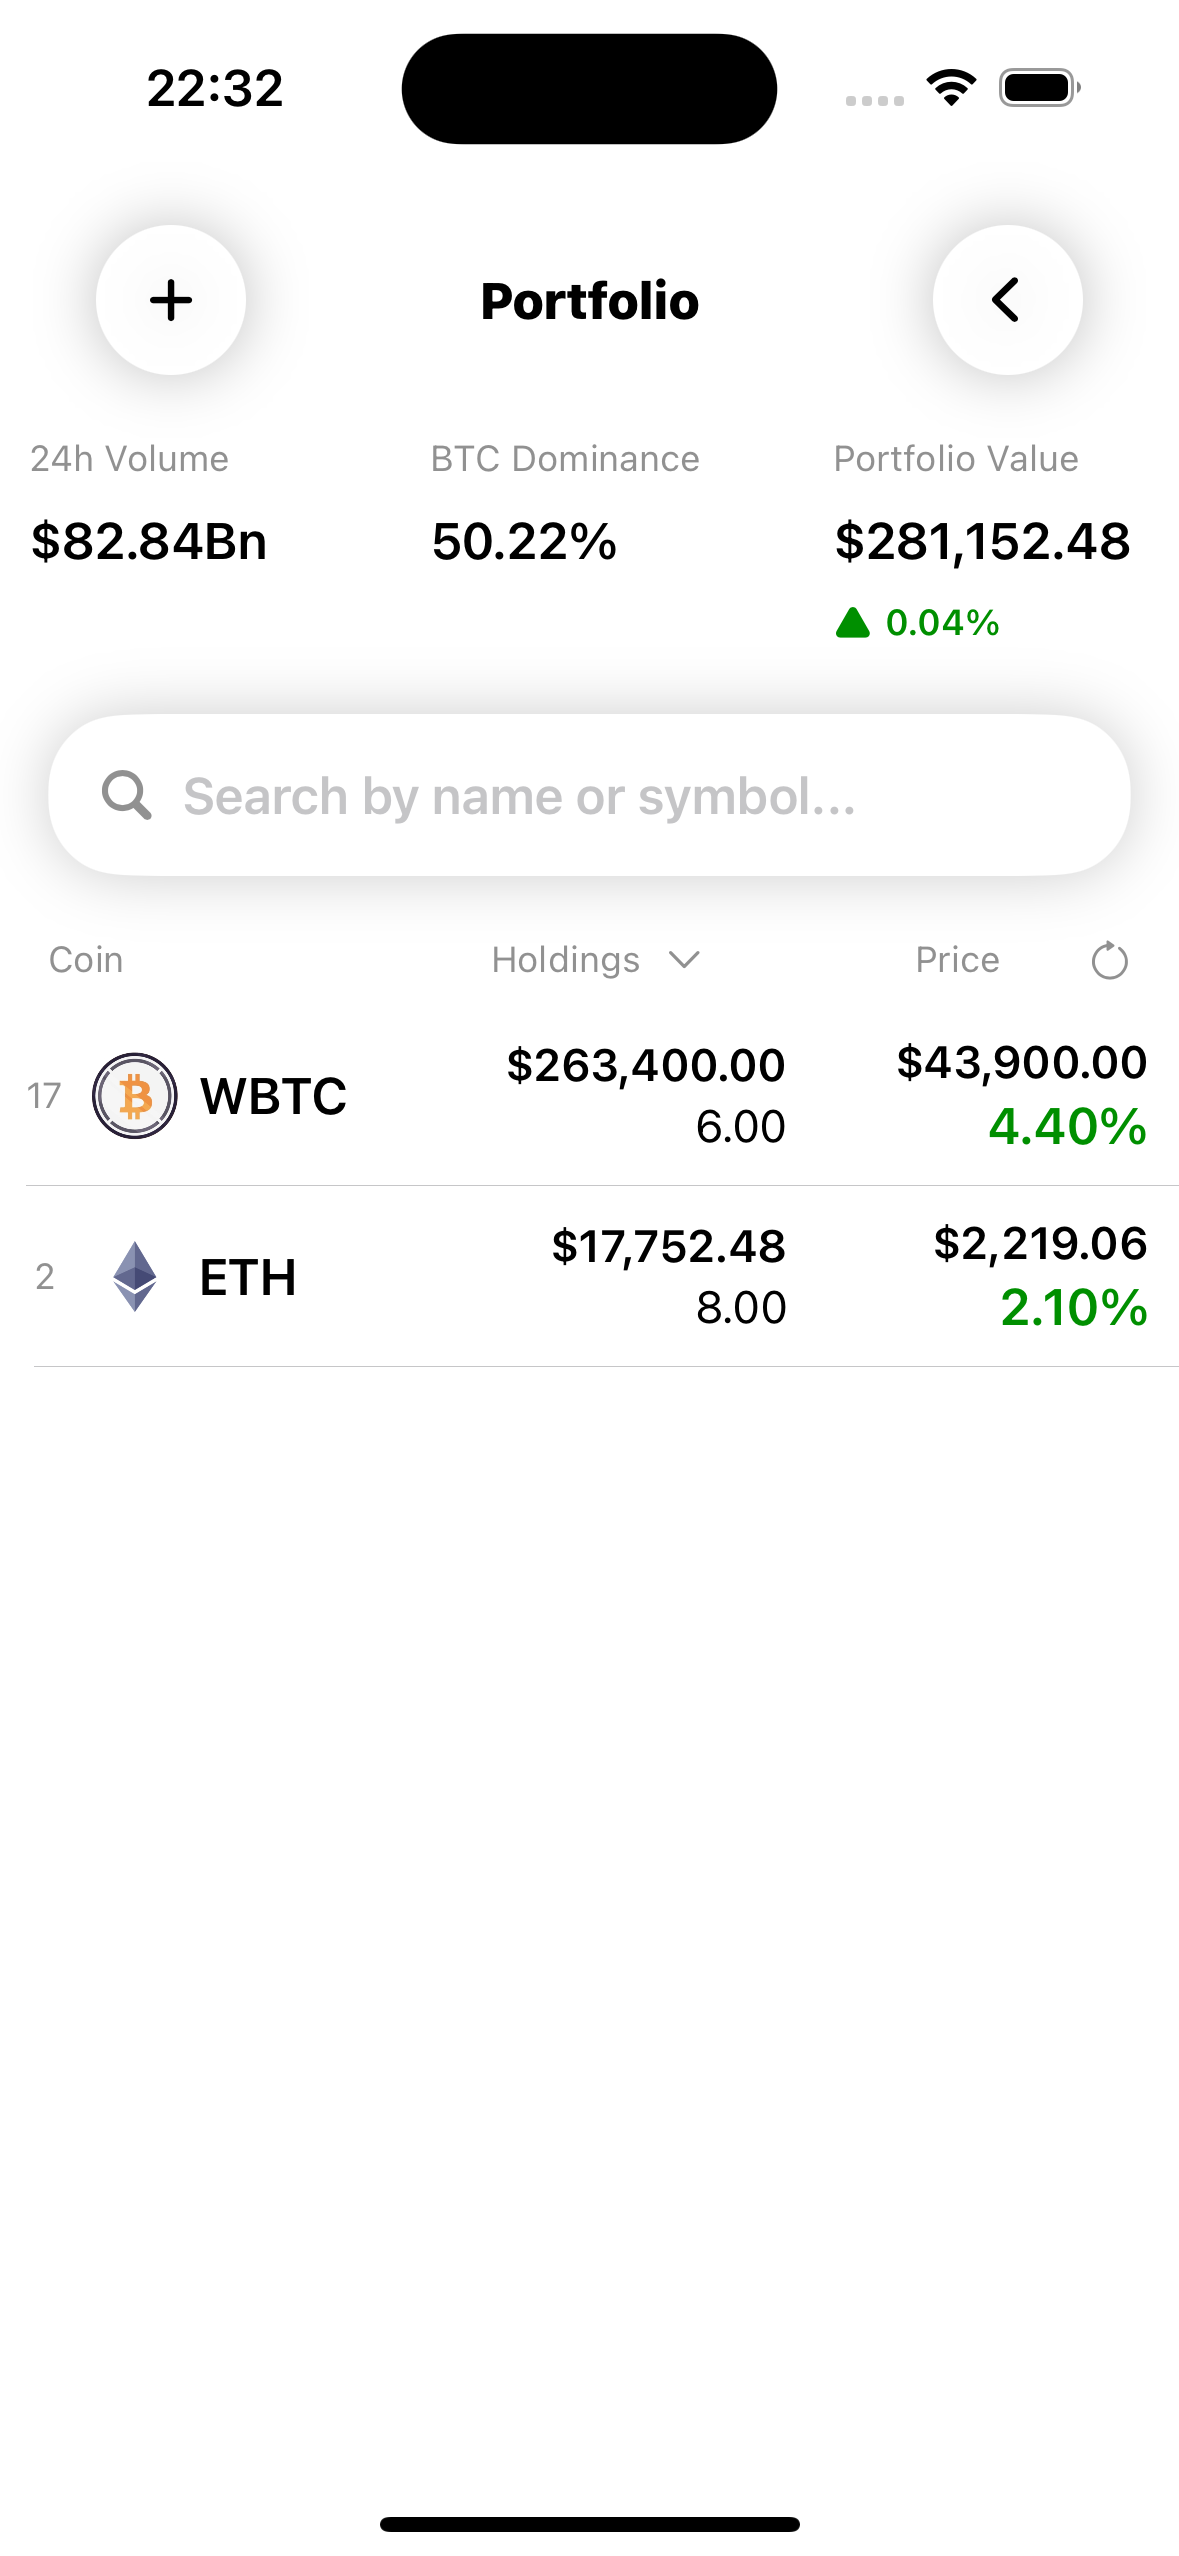 22:32
Portfolio
24h Volume BTC Dominance Portfolio Value
$82.84Bn 50.22% $281,152.48
0.04%
Search by name or symbol...
Coin Holdings Price
17 WBTC $263,400.00 $43,900.00
6.00 4.40%
2 ETH $17,752.48 $2,219.06
8.00 2.10%